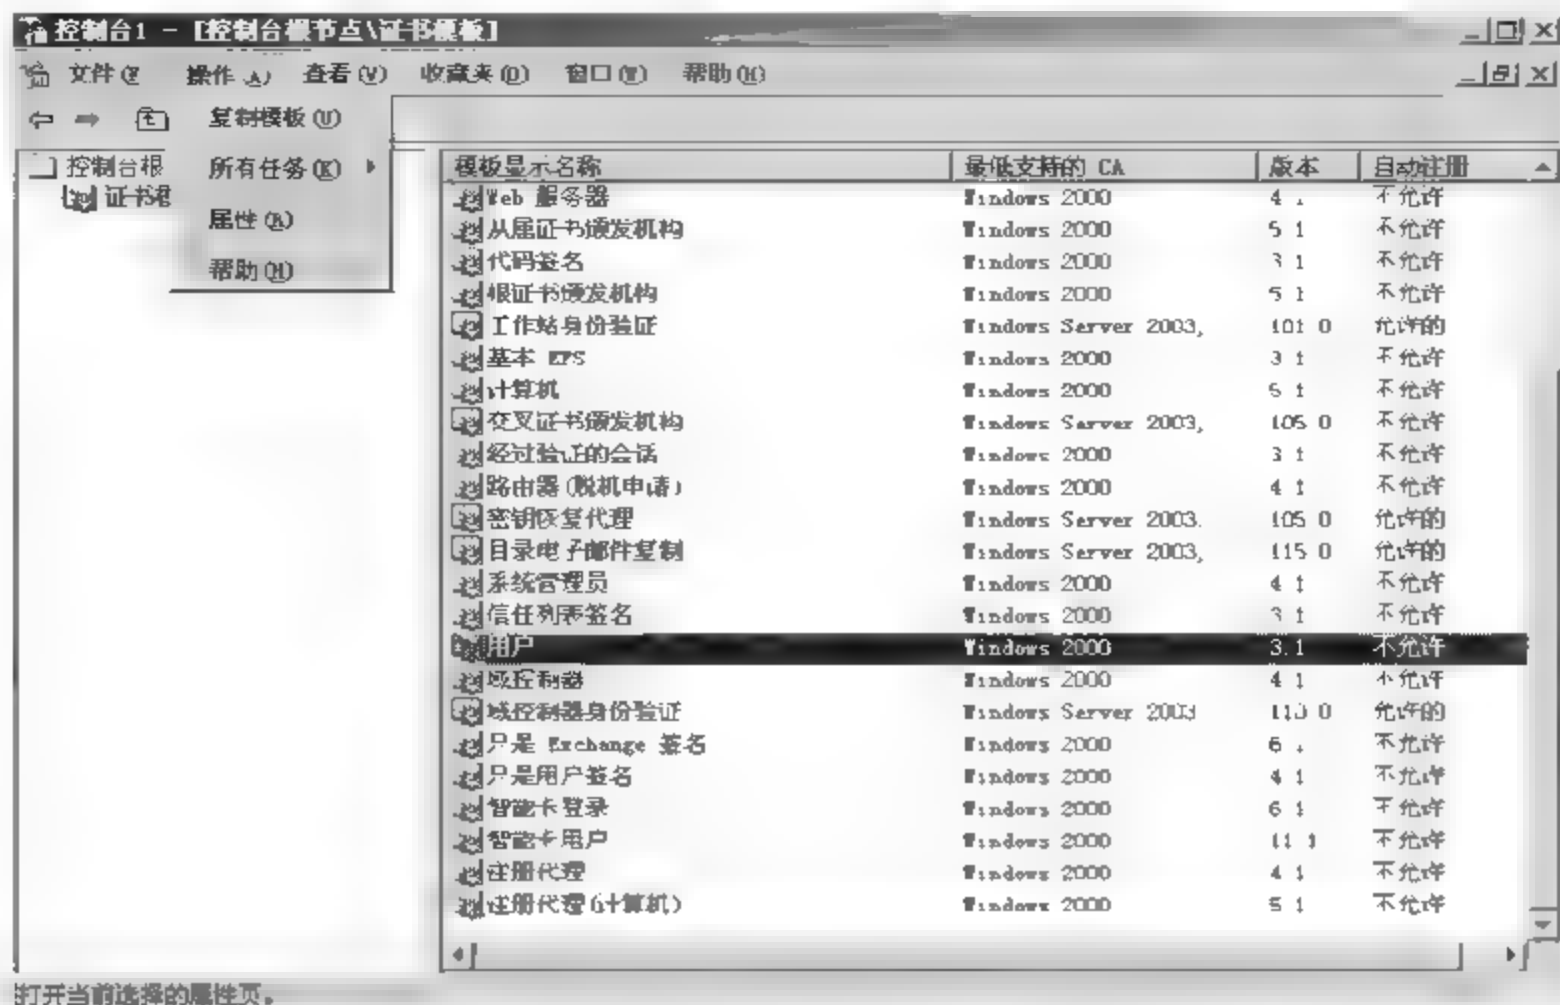 控制台1 - [控制台根节点\证书模板]
文件(F 操作(A) 查看(V) 收藏夹(O) 窗口(W) 帮助(H)
复制模板(U)
所有任务(K)
属性(R)
帮助(H)
控制台根
证书
模板显示名称 最低支持的 CA 版本 自动注册
Web 服务器 Windows 2000 4.1 不允许
从属证书颁发机构 Windows 2000 5.1 不允许
代码签名 Windows 2000 3.1 不允许
根证书颁发机构 Windows 2000 5.1 不允许
工作站身份验证 Windows Server 2003, 101.0 允许的
基本 EFS Windows 2000 3.1 不允许
计算机 Windows 2000 5.1 不允许
交叉证书颁发机构 Windows Server 2003, 105.0 允许的
经过验证的会话 Windows 2000 3.1 不允许
路由器(脱机申请) Windows 2000 4.1 不允许
密钥恢复代理 Windows Server 2003, 105.0 允许的
目录电子邮件复制 Windows Server 2003, 115.0 允许的
系统管理员 Windows 2000 4.1 不允许
信任列表签名 Windows 2000 3.1 不允许
用户 Windows 2000 3.1 不允许
域控制器 Windows 2000 4.1 不允许
域控制器身份验证 Windows Server 2003 110.0 允许的
只是 Exchange 签名 Windows 2000 6.1 不允许
只是用户签名 Windows 2000 4.1 不允许
智能卡登录 Windows 2000 6.1 不允许
智能卡用户 Windows 2000 11.1 不允许
注册代理 Windows 2000 4.1 不允许
注册代理(计算机) Windows 2000 5.1 不允许
打开当前选择的属性页。